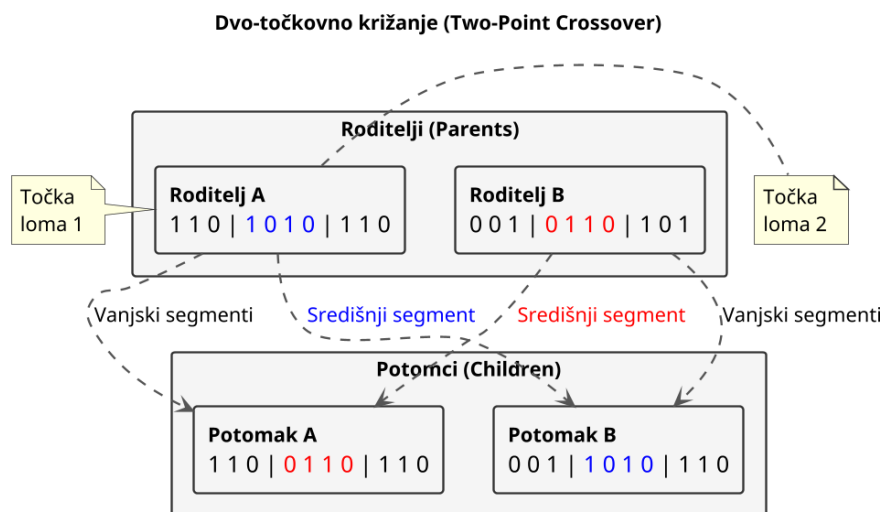 Dvo-točkovno križanje (Two-Point Crossover)
Roditelji (Parents)
Točka
loma 1
Roditelj A
1 1 0 | 1 0 1 0 | 1 1 0
Roditelj B
0 0 1 | 0 1 1 0 | 1 0 1
Točka
loma 2
Vanjski segmenti
Središnji segment
Središnji segment
Vanjski segmenti
Potomci (Children)
Potomak A
1 1 0 | 0 1 1 0 | 1 1 0
Potomak B
0 0 1 | 1 0 1 0 | 1 1 0